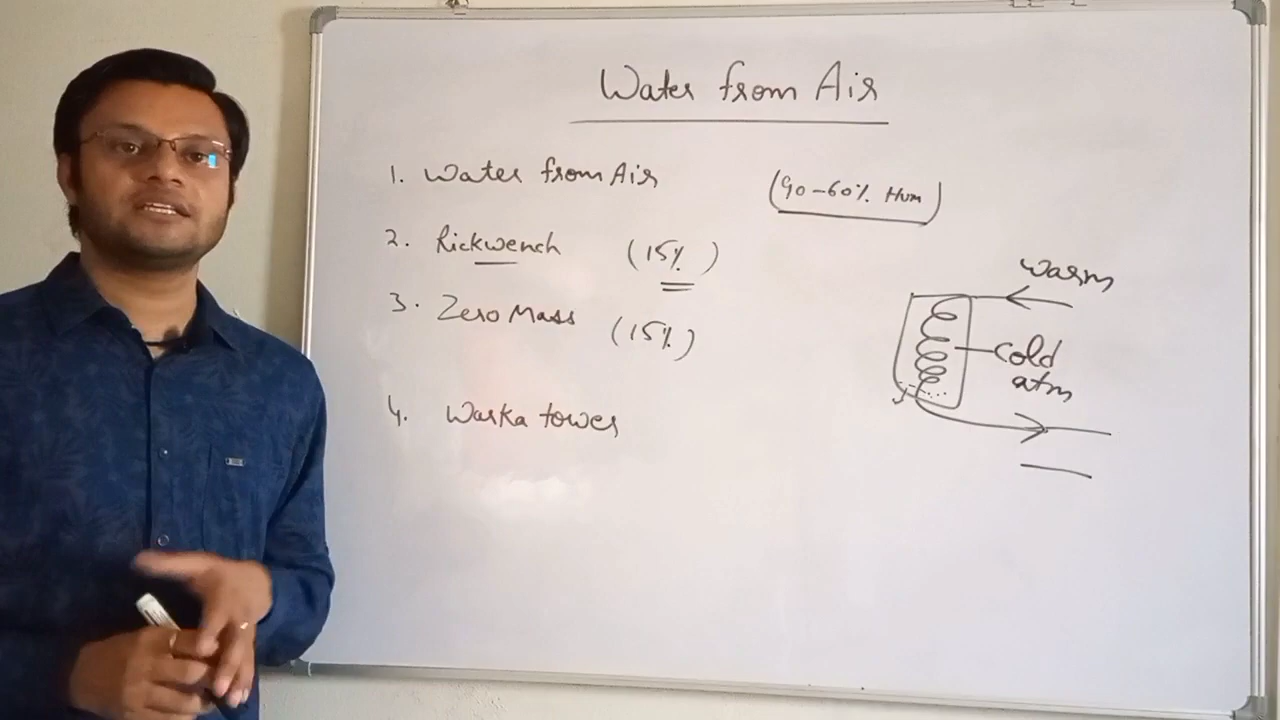 Water from Air
1. Water from Air
(90-60% Hum)
2. Rickwench (15%)
3. Zero Mass (15%)
4. Warka tower
warm
cold
atm